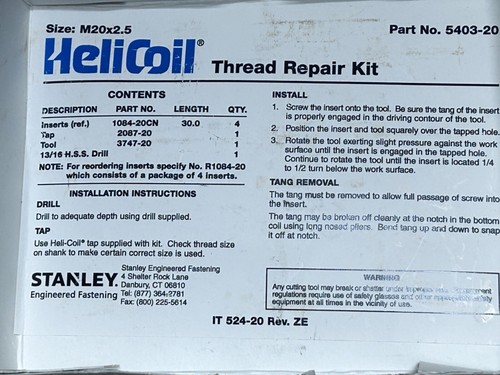 Size: M20x2.5
Part No. 5403-20
HeliCoil® Thread Repair Kit
CONTENTS
DESCRIPTION PART NO. LENGTH QTY.
Inserts (ref.) 1084-20CN 30.0 4
Tap 2087-20 1
Tool 3747-20 1
13/16 H.S.S. Drill 1
NOTE: For reordering inserts specify No. R1084-20
which consists of a package of 4 inserts.
INSTALLATION INSTRUCTIONS
DRILL
Drill to adequate depth using drill supplied.
TAP
Use Heli-Coil® tap supplied with kit. Check thread size
on shank to make certain correct size is used.
STANLEY
Engineered Fastening
Stanley Engineered Fastening
4 Shelter Rock Lane
Danbury, CT 06810
Tel: (877) 364-2781
Fax: (800) 225-5614
INSTALL
1. Screw the insert onto the tool. Be sure the tang of the insert
is properly engaged in the driving contour of the tool.
2. Position the insert and tool squarely over the tapped hole.
3. Rotate the tool exerting slight pressure against the work
surface until the insert is engaged in the tapped hole.
Continue to rotate the tool until the insert is located 1/4
to 1/2 turn below the work surface.
TANG REMOVAL
The tang must be removed to allow full passage of screw into
the insert.
The tang may be broken off cleanly at the notch in the bottom
coil using long nosed pliers. Bend tang up and down to snap
it off at notch.
WARNING
Any cutting tool may break or shatter under
regulations require use of safety glasses and other safety
equipment at all times in the vicinity of use.
IT 524-20 Rev. ZE